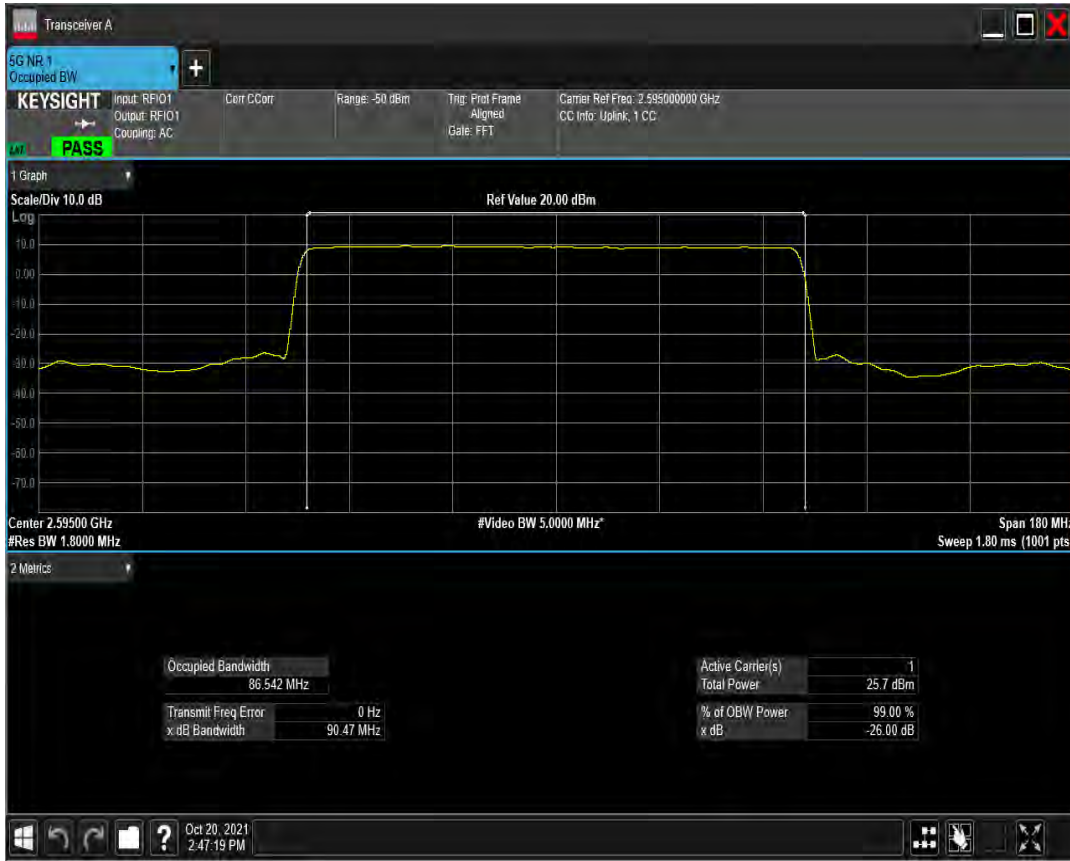 Transceiver A
5G NR 1
Occupied BW
+
KEYSIGHT
PASS
Input: RFIO1
Output: RFIO1
Coupling: AC
Corr CCorr
Range: -50 dBm
Trig: Prot Frame
Aligned
Gate: FFT
Carrier Ref Freq: 2.595000000 GHz
CC Info: Uplink, 1 CC
1 Graph
Scale/Div 10.0 dB
Ref Value 20.00 dBm
Log
10.0
0.00
-10.0
-20.0
-30.0
-40.0
-50.0
-60.0
-70.0
Center 2.59500 GHz
#Video BW 5.0000 MHz*
Span 180 MHz
#Res BW 1.8000 MHz
Sweep 1.80 ms (1001 pts
2 Metrics
Occupied Bandwidth
86.542 MHz
Transmit Freq Error 0 Hz
x dB Bandwidth 90.47 MHz
Active Carrier(s) 1
Total Power 25.7 dBm
% of OBW Power 99.00 %
x dB -26.00 dB
?
Oct 20, 2021
2:47:19 PM